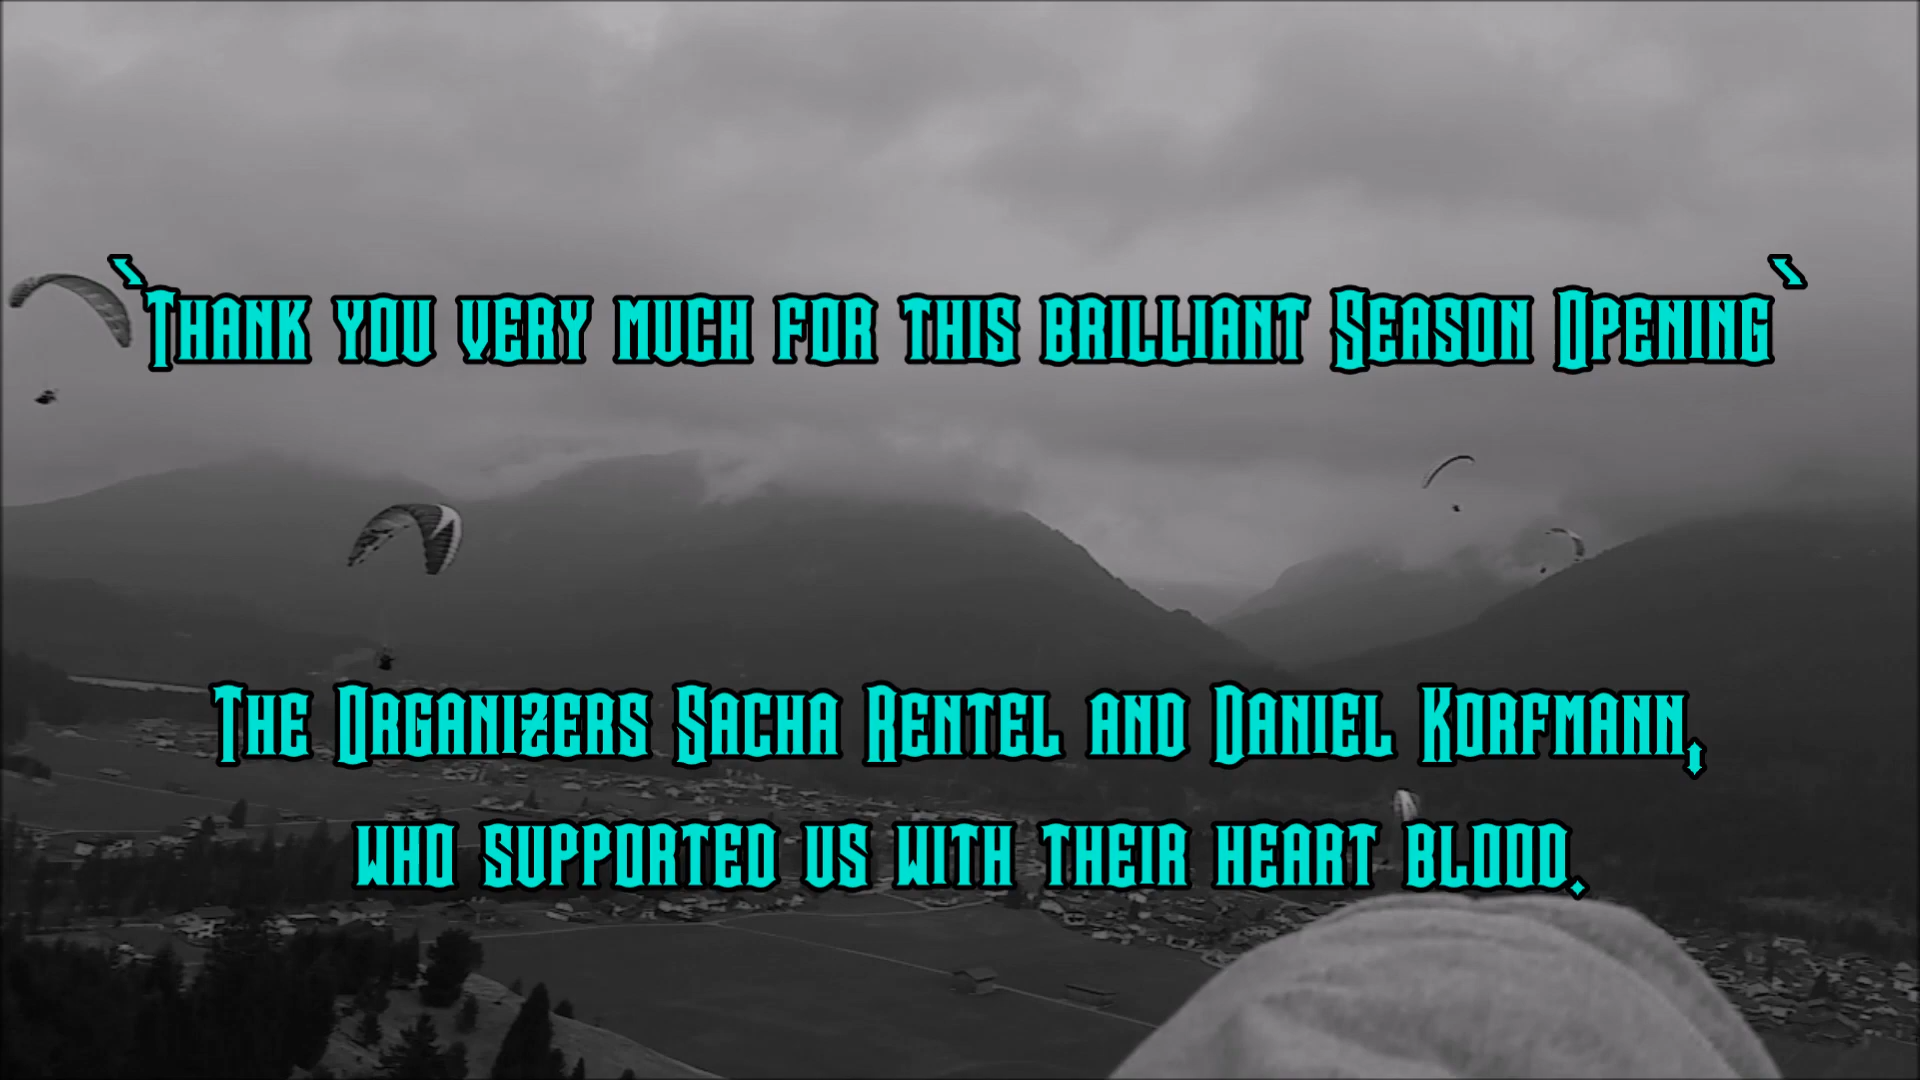 `Thank you very much for this brilliant Season Opening`
The Organizers Sacha Rentel and Daniel Korfmann,
who supported us with their heart blood.